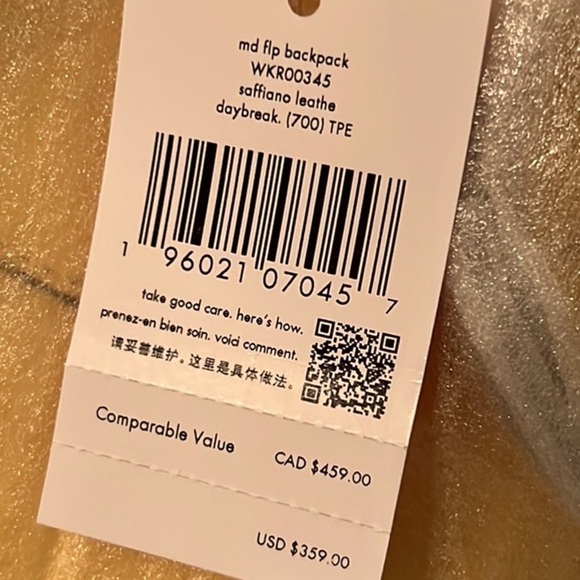 md flp backpack
WKR00345
saffiano leathe
daybreak. (700) TPE
1 96021 07045 7
take good care. here's how.
prenez-en bien soin. voici comment.
请妥善维护。这里是具体做法。
Comparable Value
CAD $459.00
USD $359.00